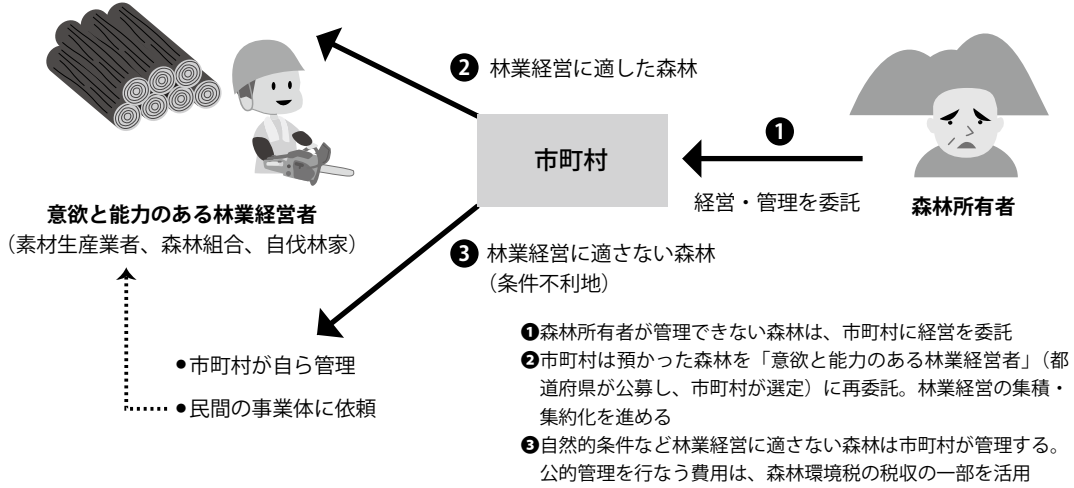 ❷ 林業経営に適した森林
❶
市町村
経営・管理を委託
森林所有者
意欲と能力のある林業経営者
（素材生産業者、森林組合、自伐林家）
❸ 林業経営に適さない森林
（条件不利地）
●市町村が自ら管理
●民間の事業体に依頼
❶森林所有者が管理できない森林は、市町村に経営を委託
❷市町村は預かった森林を「意欲と能力のある林業経営者」（都
道府県が公募し、市町村が選定）に再委託。林業経営の集積・
集約化を進める
❸自然的条件など林業経営に適さない森林は市町村が管理する。
公的管理を行なう費用は、森林環境税の税収の一部を活用